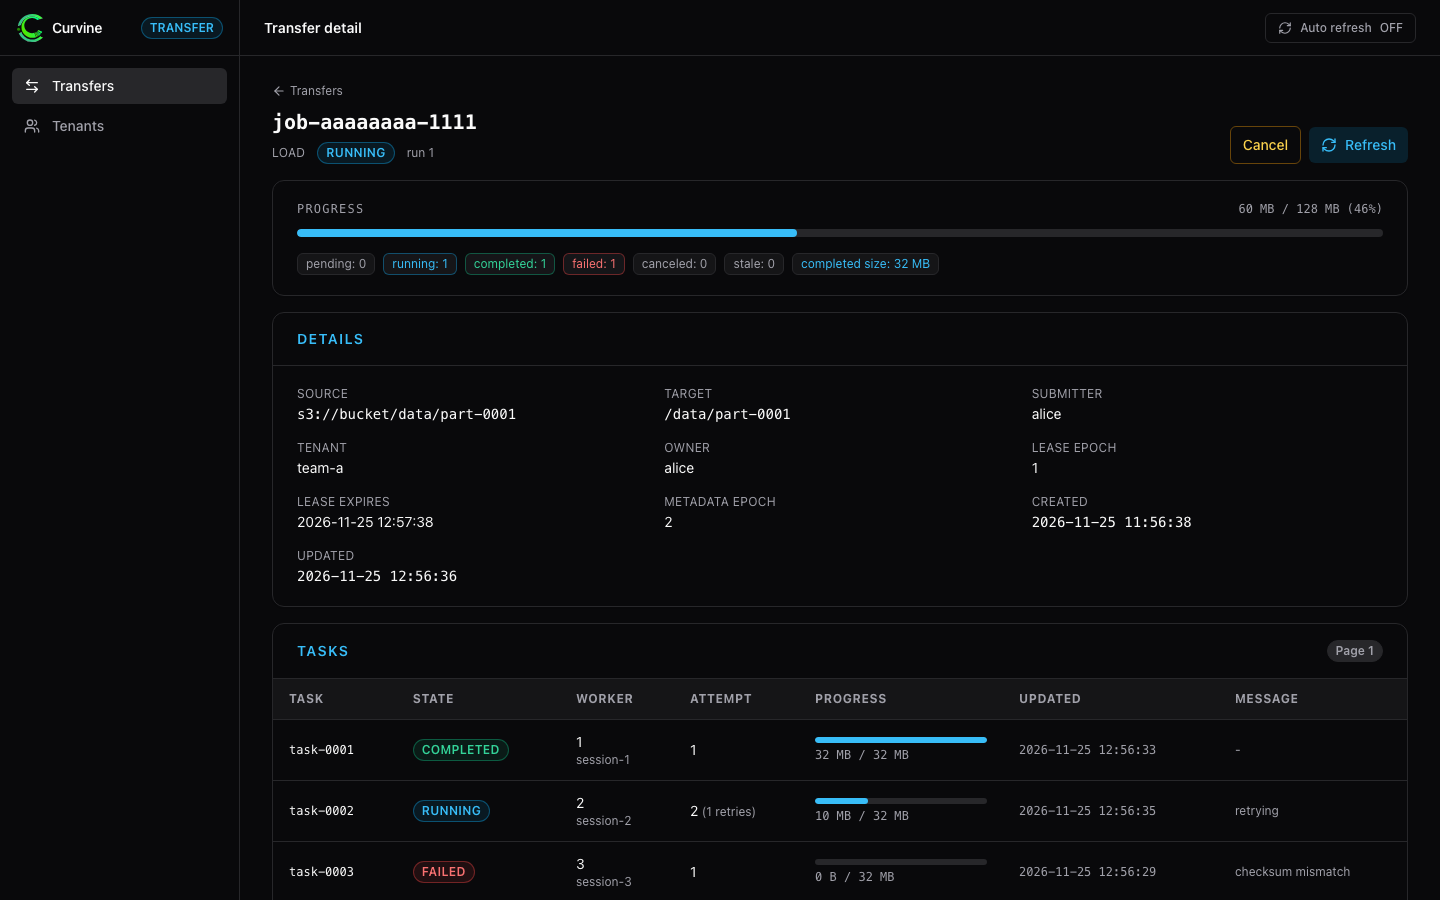 Curvine TRANSFER
Transfer detail
Auto refresh OFF
Transfers
Tenants
← Transfers
job-aaaaaaaa-1111
LOAD RUNNING run 1
Cancel
Refresh
PROGRESS 60 MB / 128 MB (46%)
pending: 0 running: 1 completed: 1 failed: 1 canceled: 0 stale: 0 completed size: 32 MB
DETAILS
SOURCE TARGET SUBMITTER
s3://bucket/data/part-0001 /data/part-0001 alice
TENANT OWNER LEASE EPOCH
team-a alice 1
LEASE EXPIRES METADATA EPOCH CREATED
2026-11-25 12:57:38 2 2026-11-25 11:56:38
UPDATED
2026-11-25 12:56:36
TASKS Page 1
TASK STATE WORKER ATTEMPT PROGRESS UPDATED MESSAGE
task-0001 COMPLETED 1 1 2026-11-25 12:56:33 -
session-1 32 MB / 32 MB
task-0002 RUNNING 2 2 (1 retries) 2026-11-25 12:56:35 retrying
session-2 10 MB / 32 MB
task-0003 FAILED 3 1 2026-11-25 12:56:29 checksum mismatch
session-3 0 B / 32 MB